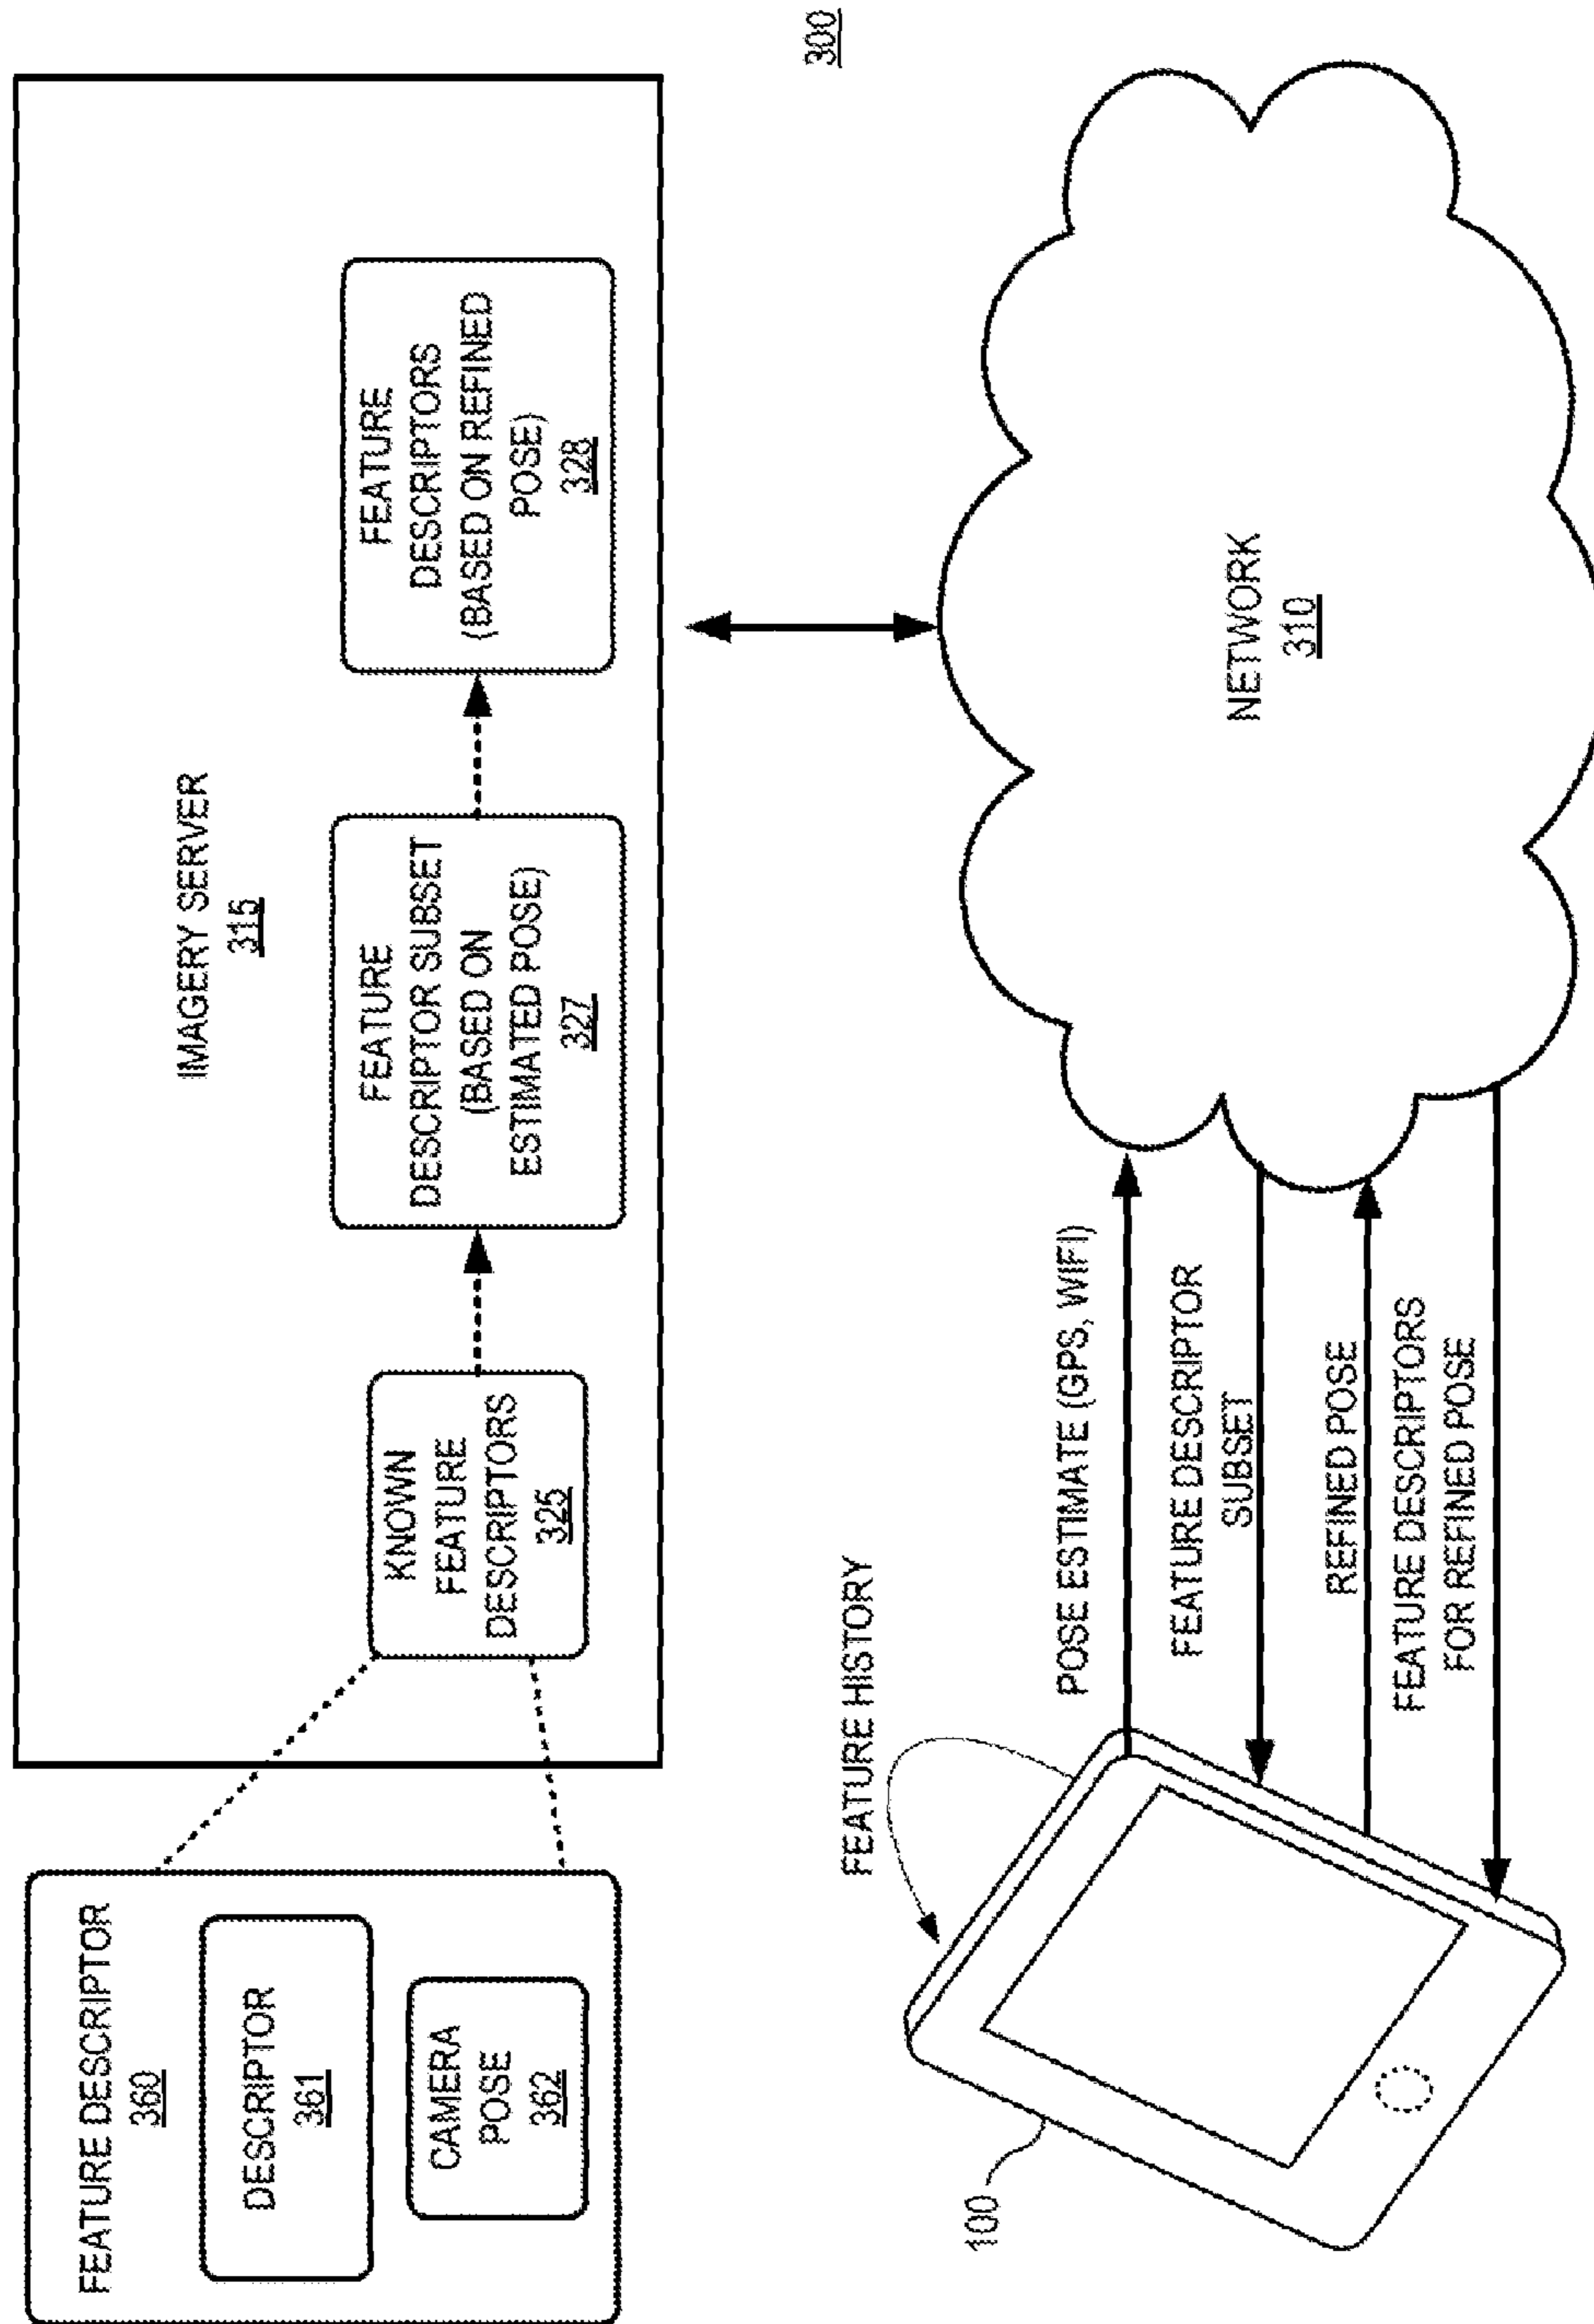 FEATURE DESCRIPTOR
360
DESCRIPTOR
361
CAMERA
POSE
362
IMAGERY SERVER
315
KNOWN
FEATURE
DESCRIPTORS
325
FEATURE
DESCRIPTOR SUBSET
(BASED ON
ESTIMATED POSE)
327
FEATURE
DESCRIPTORS
(BASED ON REFINED
POSE)
328
300
FEATURE HISTORY
100
POSE ESTIMATE (GPS, WIFI)
FEATURE DESCRIPTOR
SUBSET
REFINED POSE
FEATURE DESCRIPTORS
FOR REFINED POSE
NETWORK
310